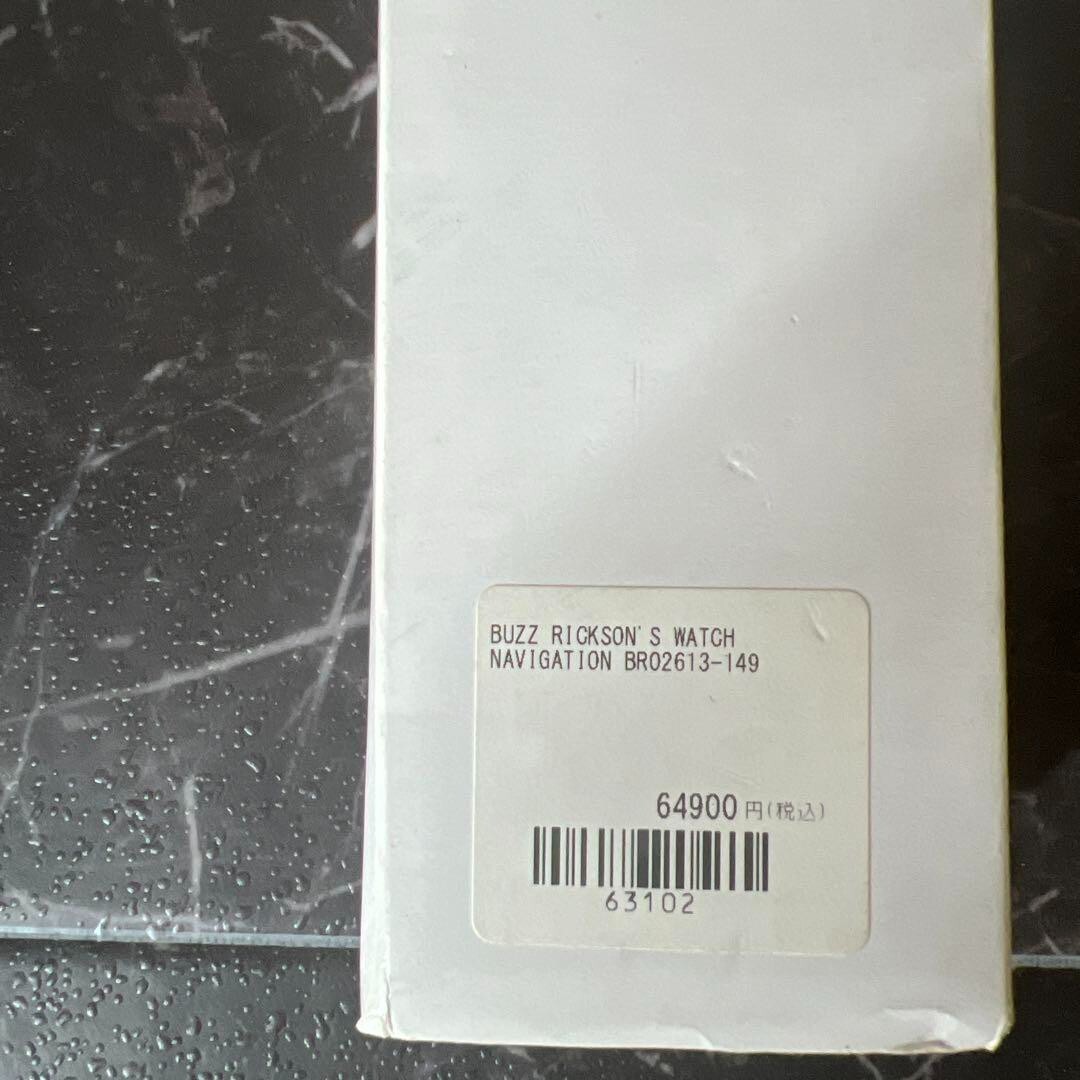 BUZZ RICKSON'S WATCH
NAVIGATION BR02613-149
64900円(税込)
63102